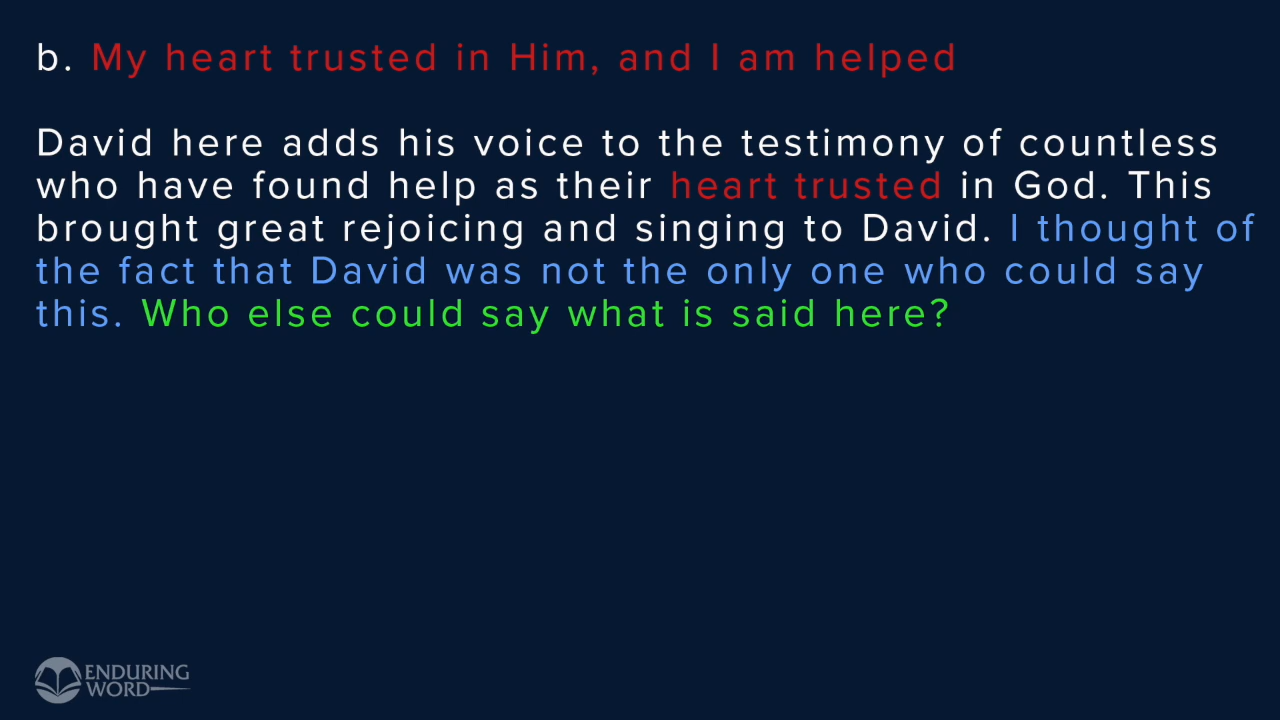 b. My heart trusted in Him, and I am helped
David here adds his voice to the testimony of countless
who have found help as their heart trusted in God. This
brought great rejoicing and singing to David. I thought of
the fact that David was not the only one who could say
this. Who else could say what is said here?
ENDURING
WORD